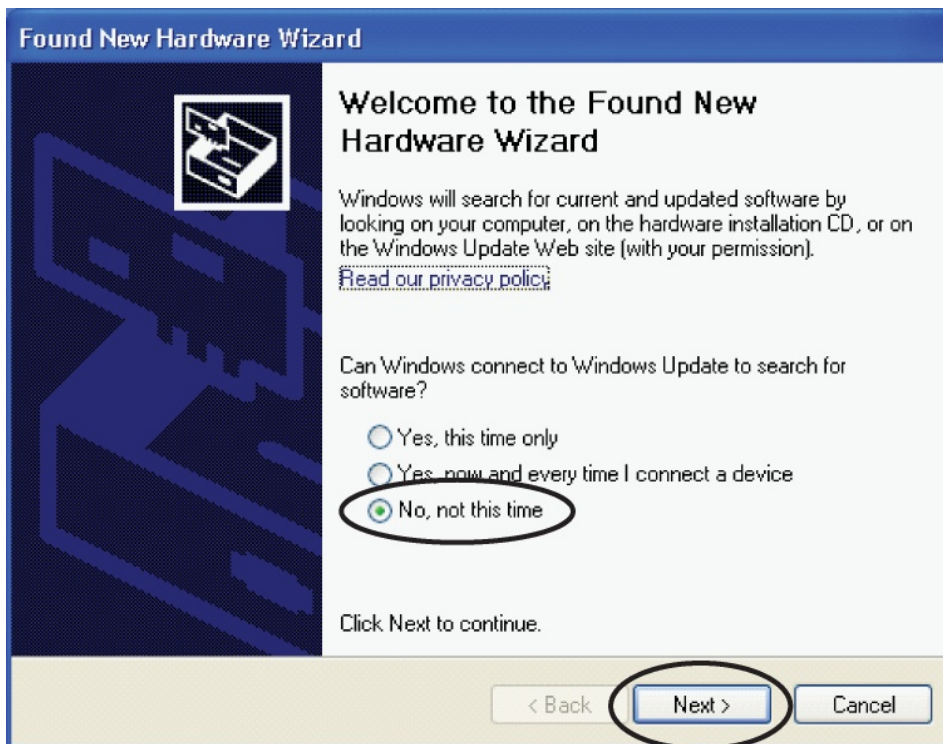 Found New Hardware Wizard
Welcome to the Found New
Hardware Wizard
Windows will search for current and updated software by
looking on your computer, on the hardware installation CD, or on
the Windows Update Web site (with your permission).
Read our privacy policy
Can Windows connect to Windows Update to search for
software?
Yes, this time only
Yes, now and every time I connect a device
No, not this time
Click Next to continue.
< Back Next > Cancel